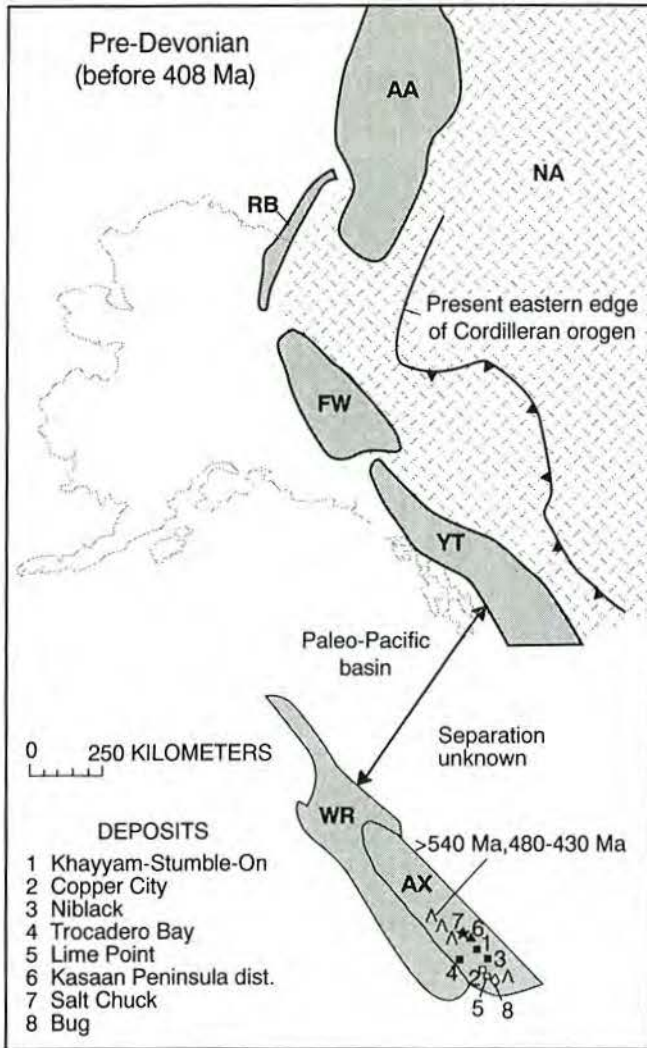 Pre-Devonian
(before 408 Ma)
AA
NA
RB
Present eastern edge
of Cordilleran orogen
FW
YT
Paleo-Pacific
basin
Separation
unknown
0 250 KILOMETERS
WR
>540 Ma,480-430 Ma
AX
DEPOSITS
1 Khayyam-Stumble-On
2 Copper City
3 Niblack
4 Trocadero Bay
5 Lime Point
6 Kasaan Peninsula dist.
7 Salt Chuck
8 Bug
7 6
1
3
4 2
5 8